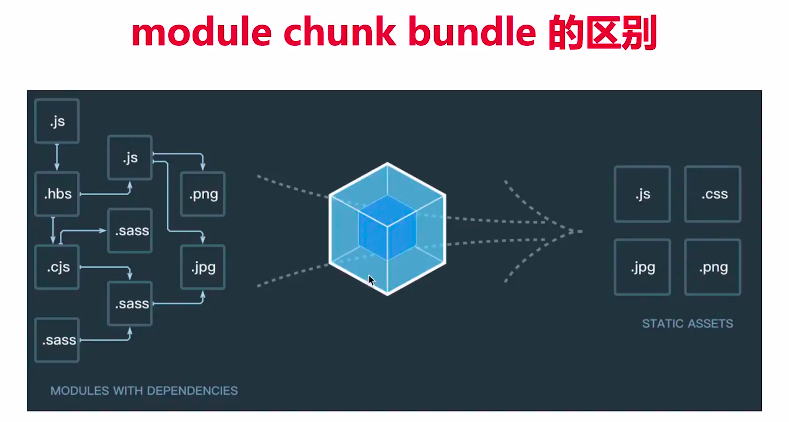 module chunk bundle 的区别
.js
.js
.hbs
.png
.sass
.cjs
.jpg
.sass
.sass
MODULES WITH DEPENDENCIES
.js
.css
.jpg
.png
STATIC ASSETS